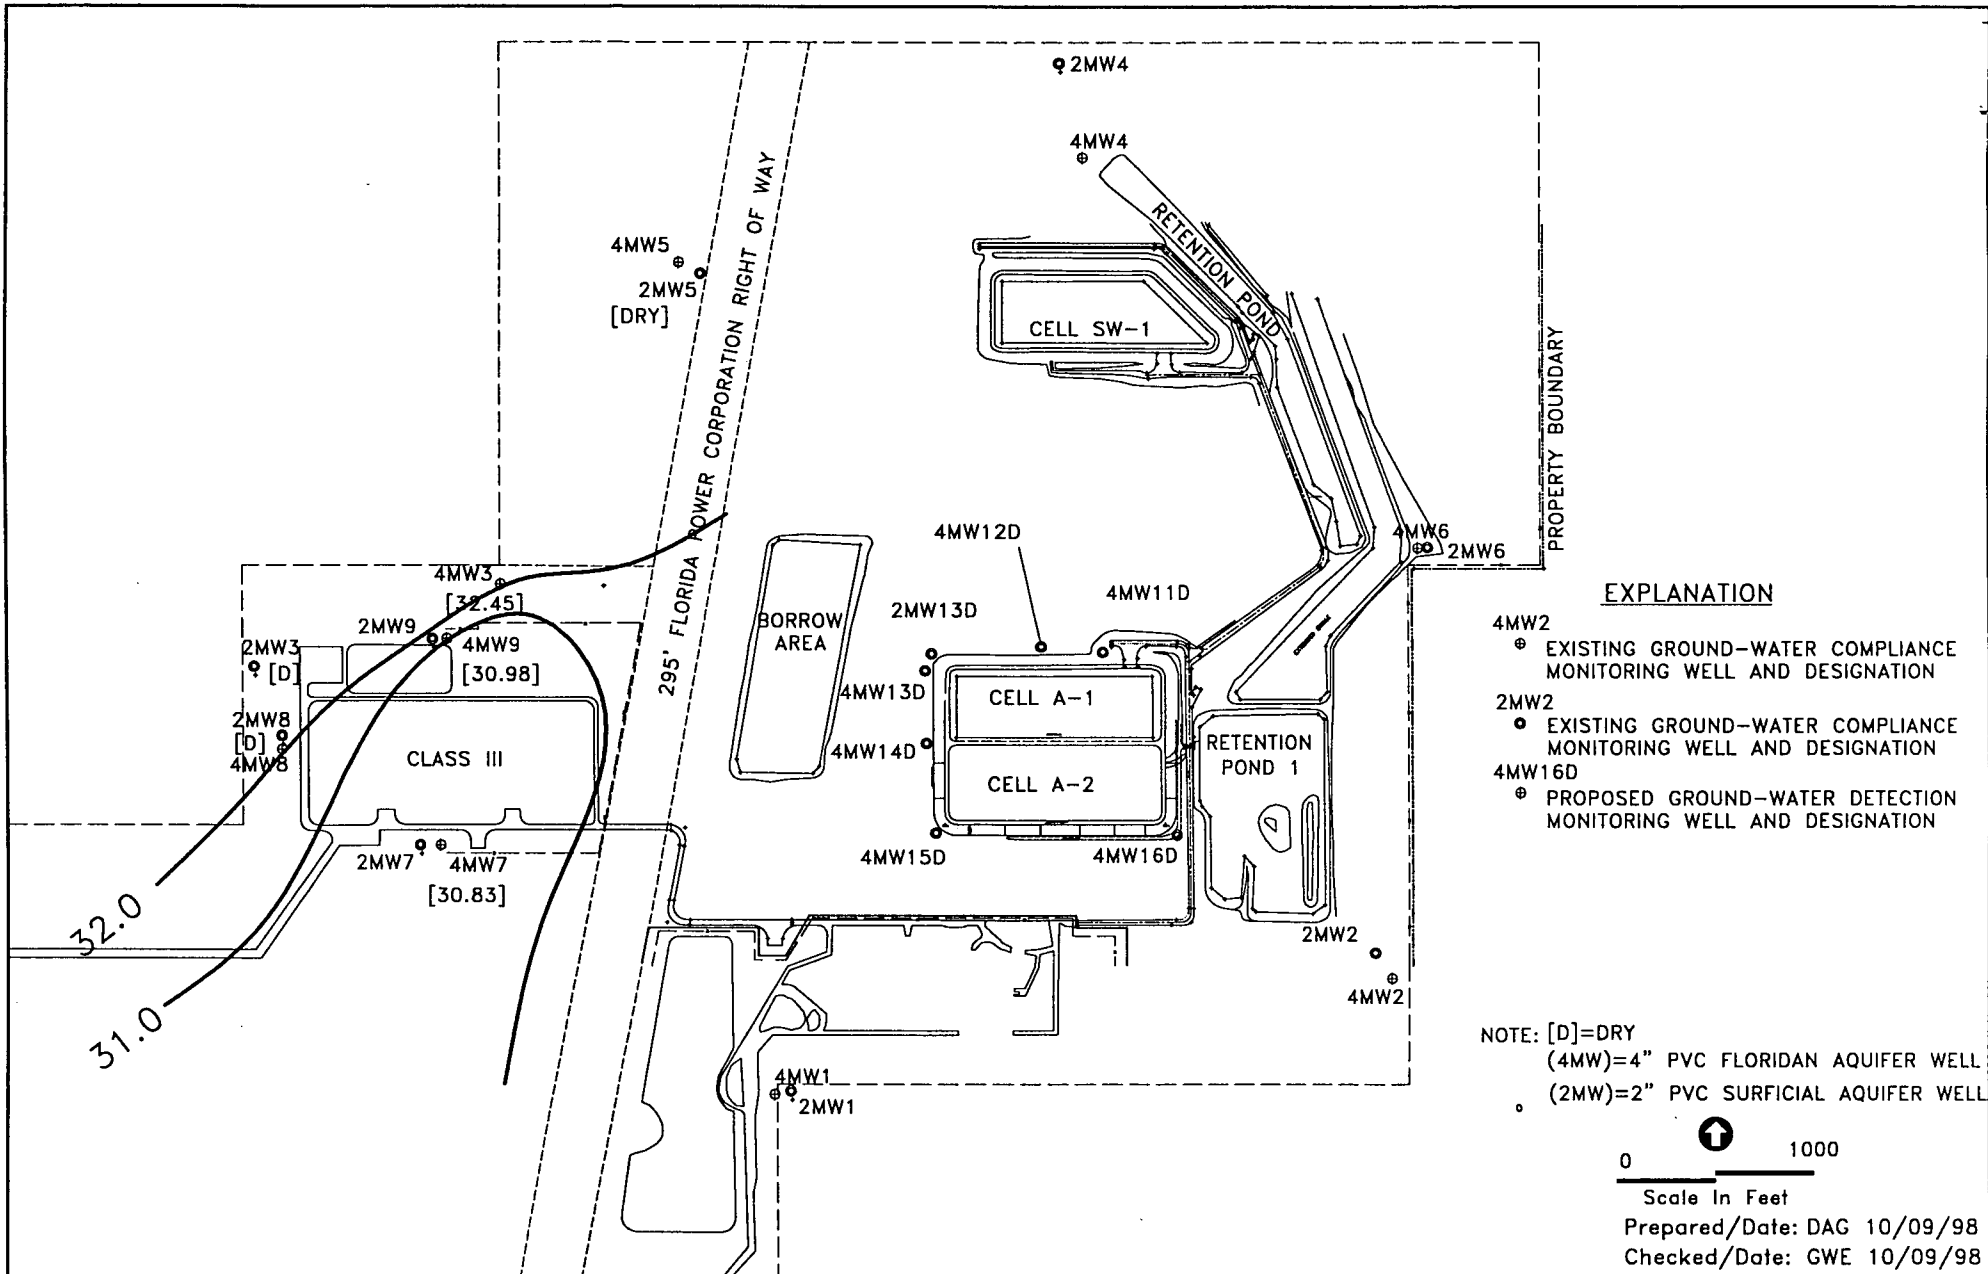 2MW4
4MW4
RETENTION POND
4MW5
2MW5
[DRY]
295' FLORIDA POWER CORPORATION RIGHT OF WAY
CELL SW-1
PROPERTY BOUNDARY
4MW6
2MW6
4MW12D
4MW11D
2MW13D
4MW3
[32.45]
2MW9
4MW9
[30.98]
2MW3
[D]
BORROW
AREA
4MW13D
CELL A-1
2MW8
[D]
4MW8
CLASS III
4MW14D
RETENTION
POND 1
CELL A-2
2MW7
4MW7
[30.83]
4MW15D
4MW16D
32.0
31.0
2MW2
4MW2
4MW1
2MW1
EXPLANATION
4MW2
EXISTING GROUND-WATER COMPLIANCE
MONITORING WELL AND DESIGNATION
2MW2
EXISTING GROUND-WATER COMPLIANCE
MONITORING WELL AND DESIGNATION
4MW16D
PROPOSED GROUND-WATER DETECTION
MONITORING WELL AND DESIGNATION
NOTE: [D]=DRY
(4MW)=4" PVC FLORIDAN AQUIFER WELL
(2MW)=2" PVC SURFICIAL AQUIFER WELL
0 1000
Scale In Feet
Prepared/Date: DAG 10/09/98
Checked/Date: GWE 10/09/98